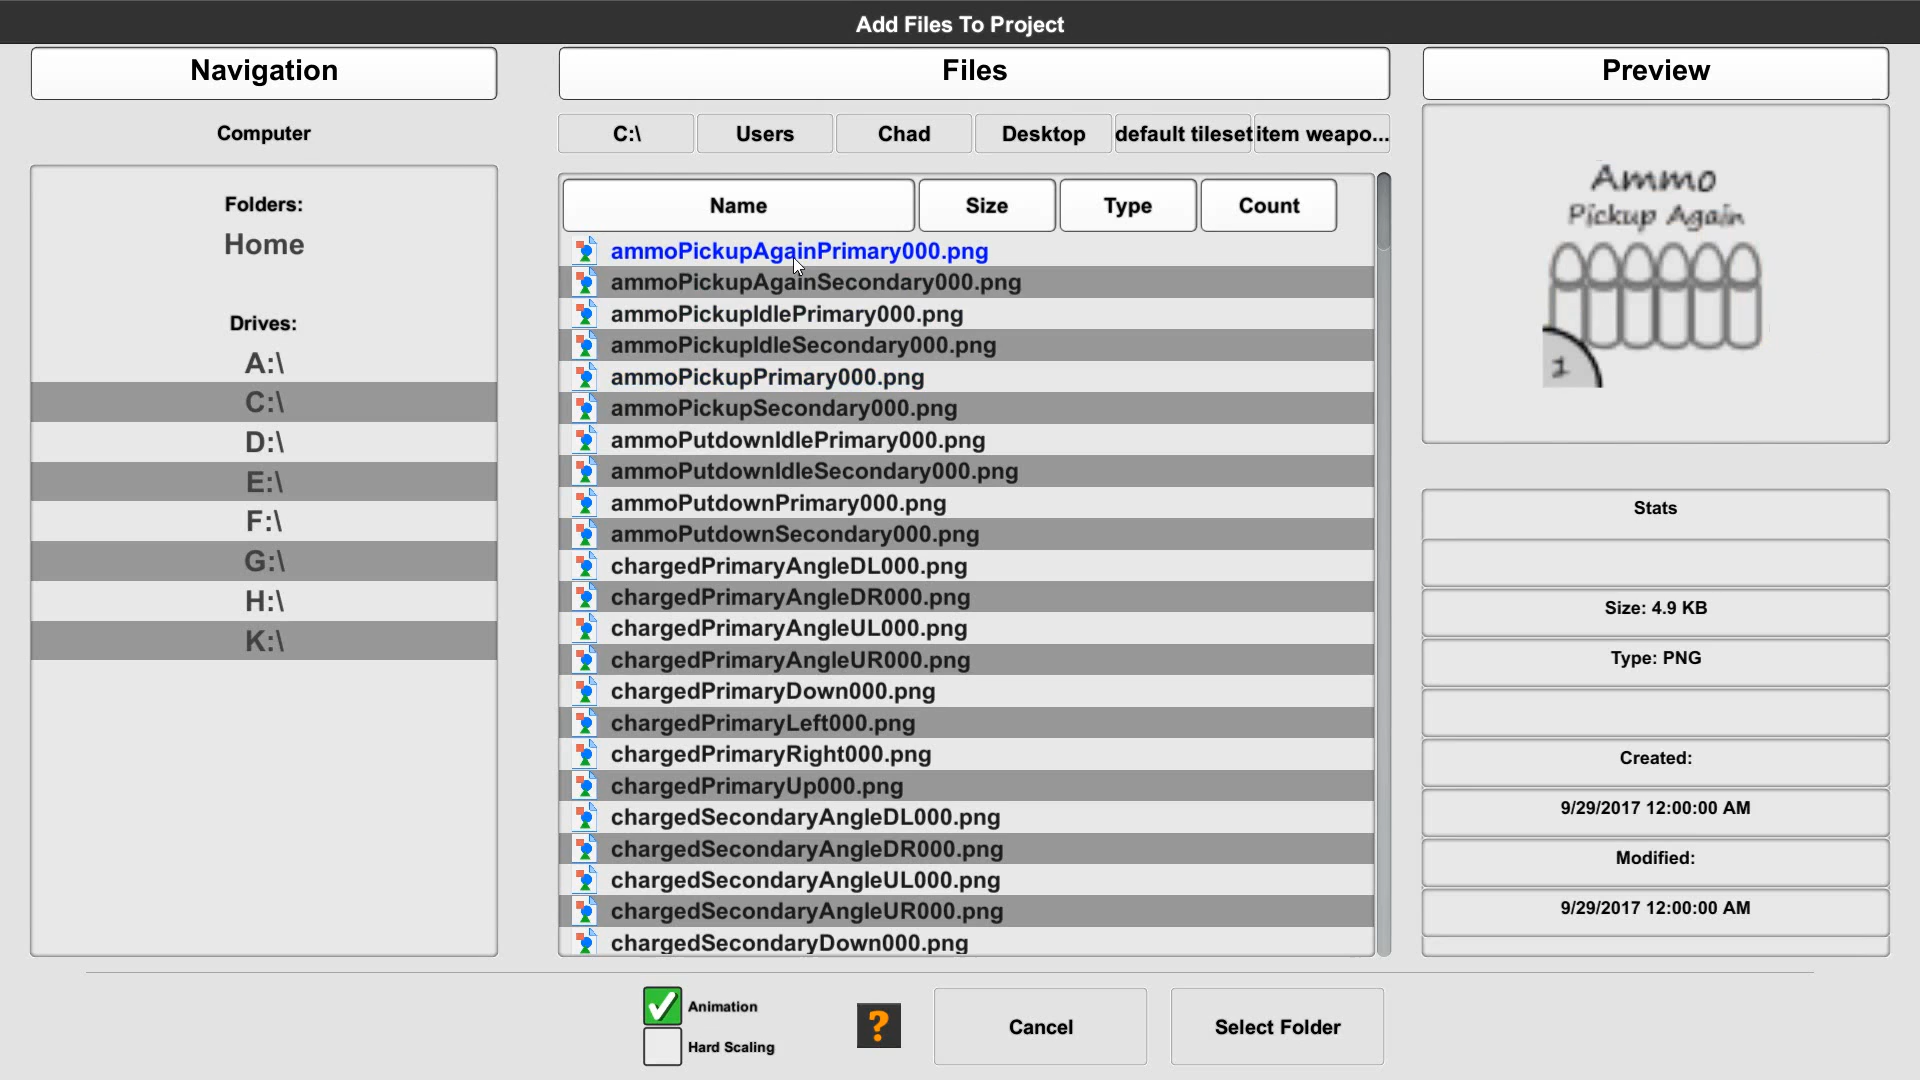 Add Files To Project
Navigation
Files
Preview
Computer
C:\
Users
Chad
Desktop
default tileset
item weapo...
Folders:
Home
Drives:
A:\
C:\
D:\
E:\
F:\
G:\
H:\
K:\
Name
Size
Type
Count
ammoPickupAgainPrimary000.png
ammoPickupAgainSecondary000.png
ammoPickupIdlePrimary000.png
ammoPickupIdleSecondary000.png
ammoPickupPrimary000.png
ammoPickupSecondary000.png
ammoPutdownIdlePrimary000.png
ammoPutdownIdleSecondary000.png
ammoPutdownPrimary000.png
ammoPutdownSecondary000.png
chargedPrimaryAngleDL000.png
chargedPrimaryAngleDR000.png
chargedPrimaryAngleUL000.png
chargedPrimaryAngleUR000.png
chargedPrimaryDown000.png
chargedPrimaryLeft000.png
chargedPrimaryRight000.png
chargedPrimaryUp000.png
chargedSecondaryAngleDL000.png
chargedSecondaryAngleDR000.png
chargedSecondaryAngleUL000.png
chargedSecondaryAngleUR000.png
chargedSecondaryDown000.png
Ammo
Pickup Again
1
Stats
Size: 4.9 KB
Type: PNG
Created:
9/29/2017 12:00:00 AM
Modified:
9/29/2017 12:00:00 AM
Animation
Hard Scaling
?
Cancel
Select Folder